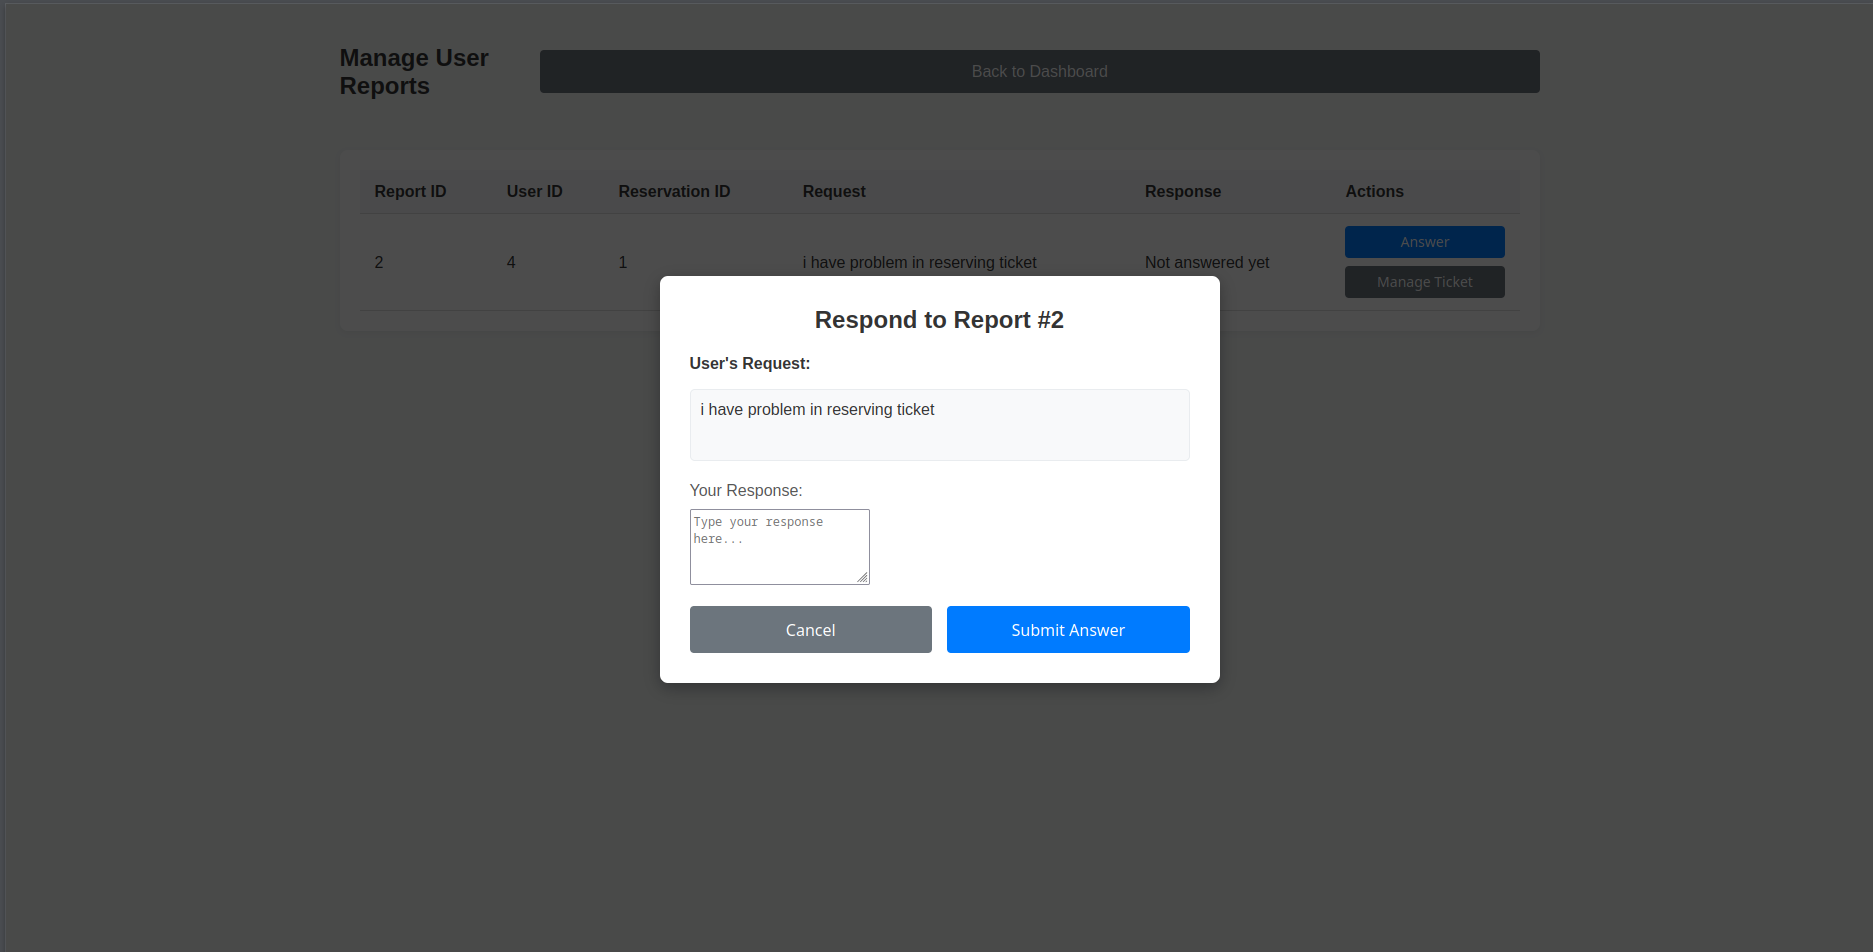 Manage User
Reports
Back to Dashboard
Report ID User ID Reservation ID Request Response Actions
2 4 1 i have problem in reserving ticket Not answered yet
Answer
Manage Ticket
Respond to Report #2
User's Request:
i have problem in reserving ticket
Your Response:
Type your response
here...
Cancel Submit Answer